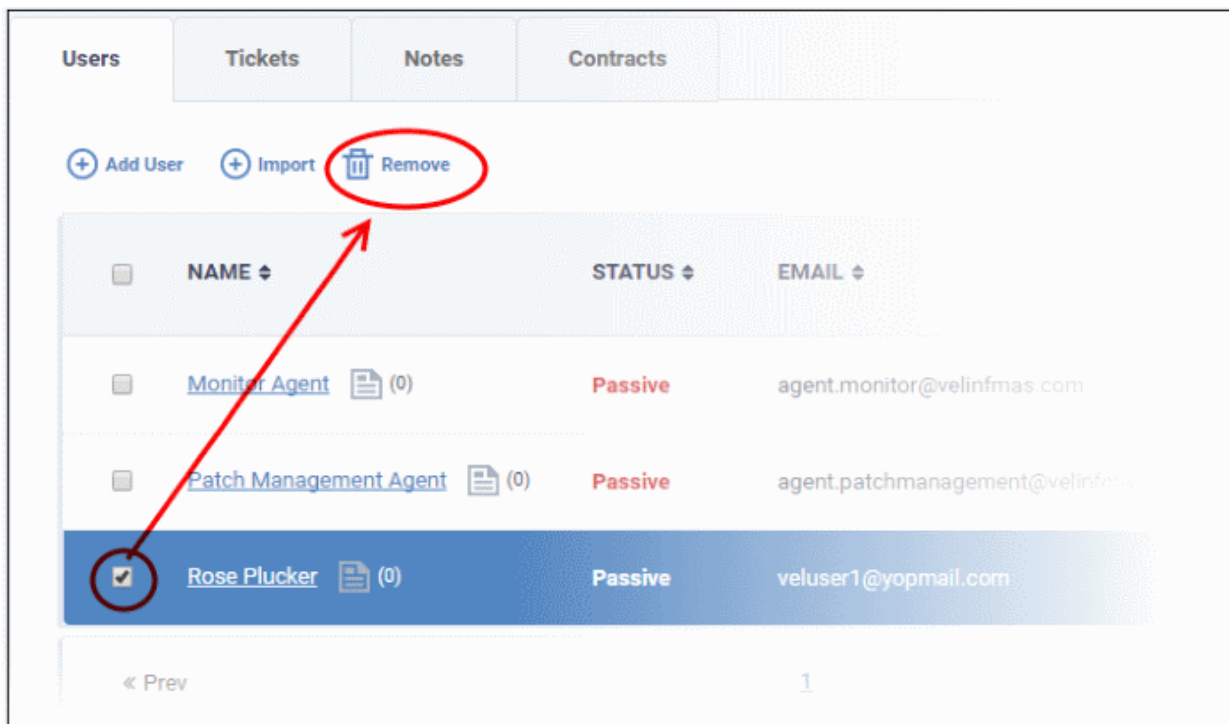 Users Tickets Notes Contracts
Add User Import Remove
NAME STATUS EMAIL
Monitor Agent (0) Passive agent.monitor@velinfmas.com
Patch Management Agent (0) Passive
Rose Plucker (0) Passive veluser1@yopmail.com
« Prev 1